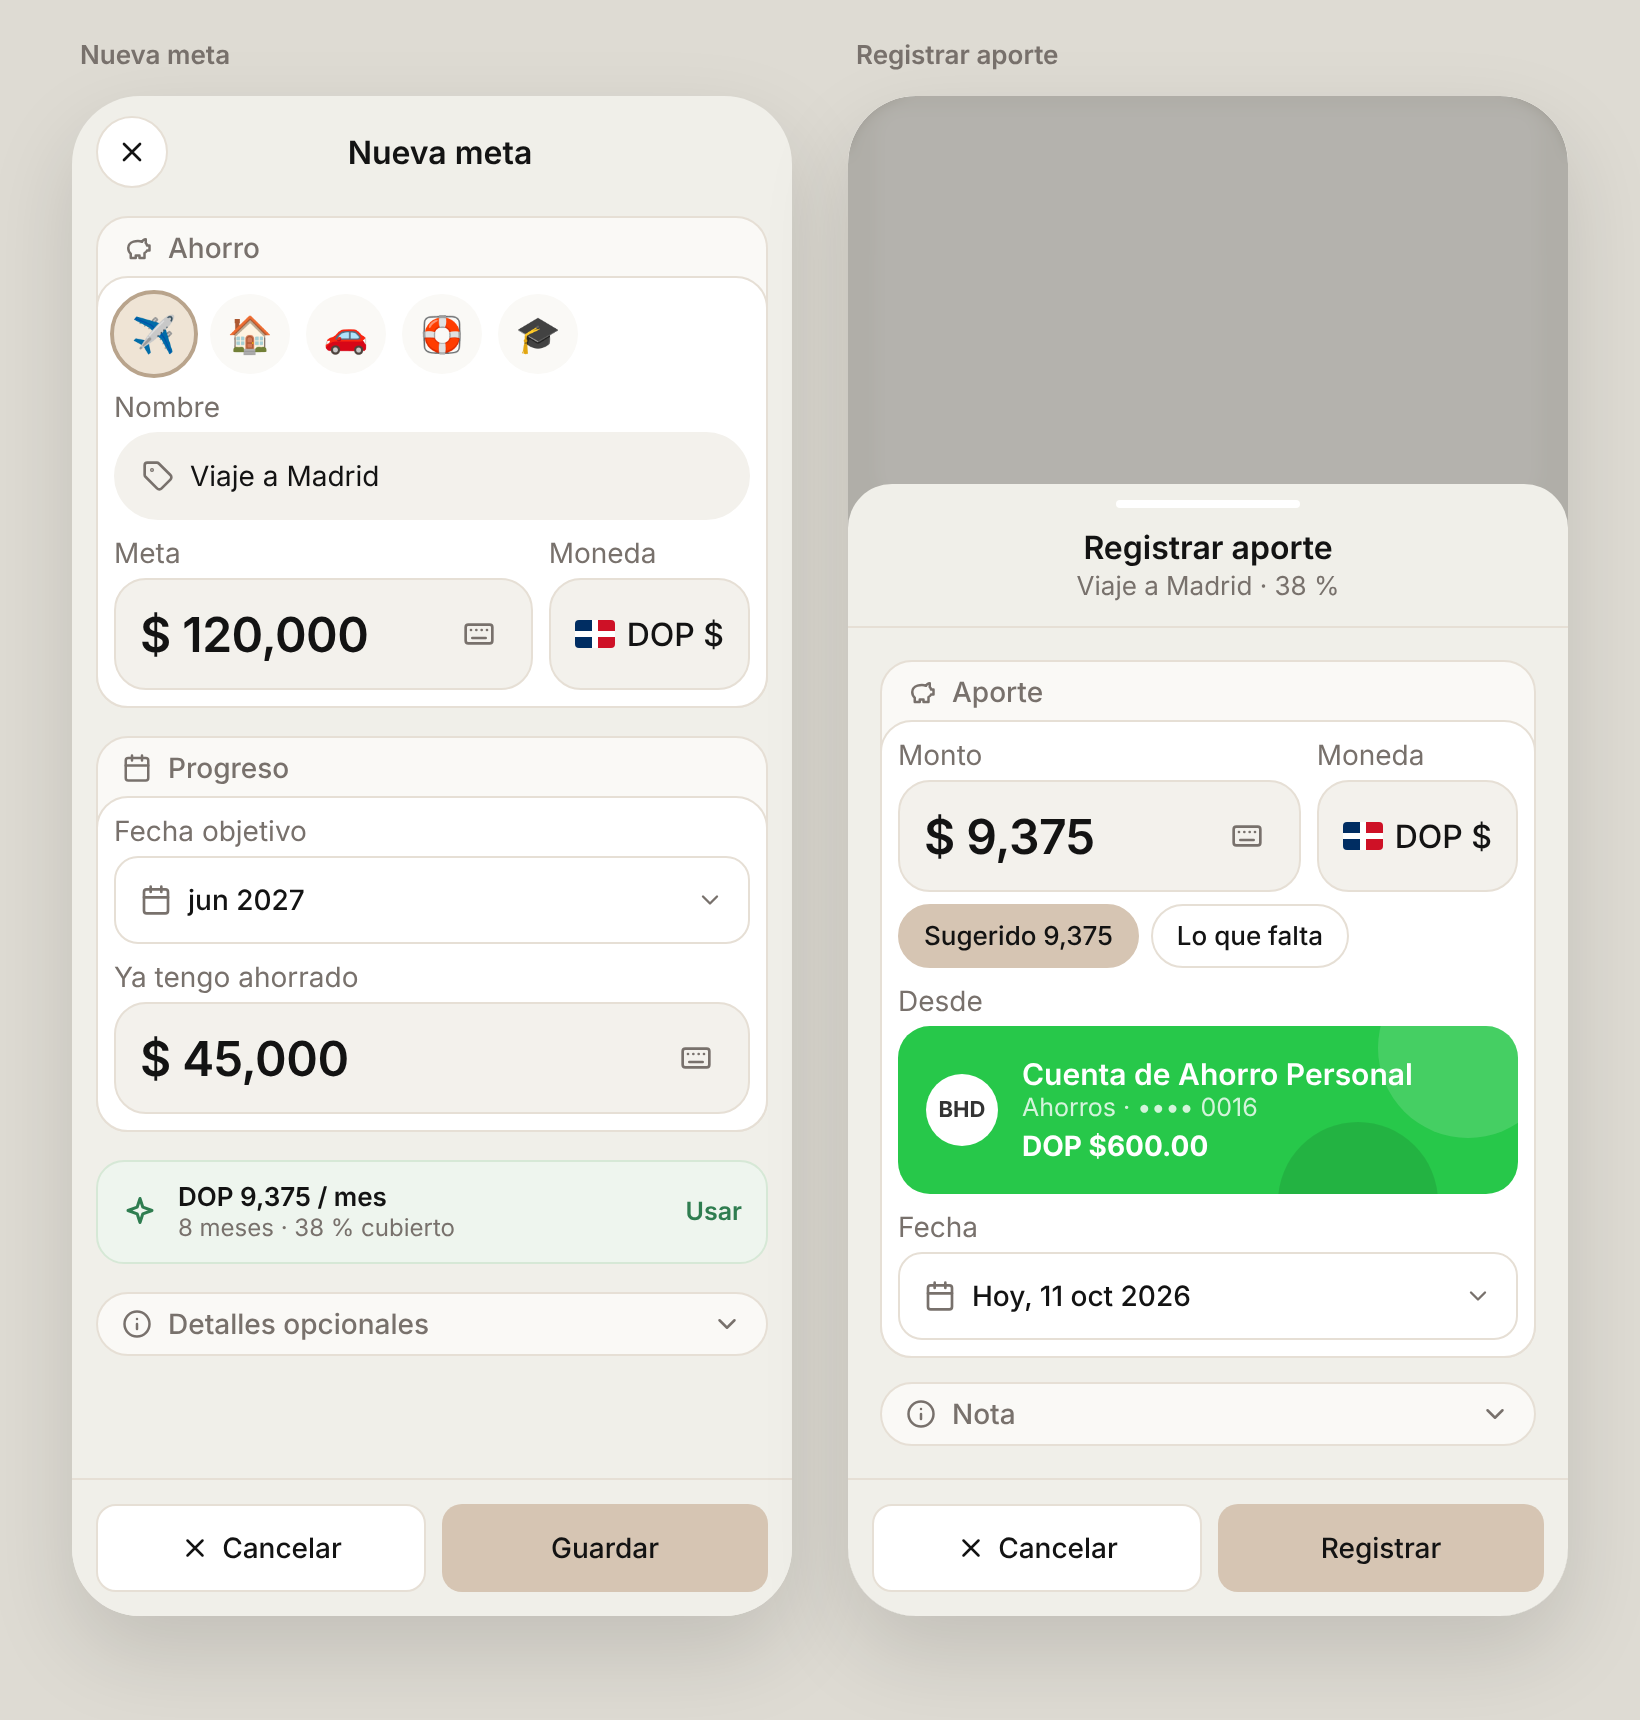 Nueva meta
Nueva meta
Ahorro
Nombre
Viaje a Madrid
Meta
Moneda
$ 120,000
DOP $
Progreso
Fecha objetivo
jun 2027
Ya tengo ahorrado
$ 45,000
DOP 9,375 / mes
8 meses · 38 % cubierto
Usar
Detalles opcionales
Cancelar
Guardar
Registrar aporte
Registrar aporte
Viaje a Madrid · 38 %
Aporte
Monto
Moneda
$ 9,375
DOP $
Sugerido 9,375
Lo que falta
Desde
BHD
Cuenta de Ahorro Personal
Ahorros · •••• 0016
DOP $600.00
Fecha
Hoy, 11 oct 2026
Nota
Cancelar
Registrar